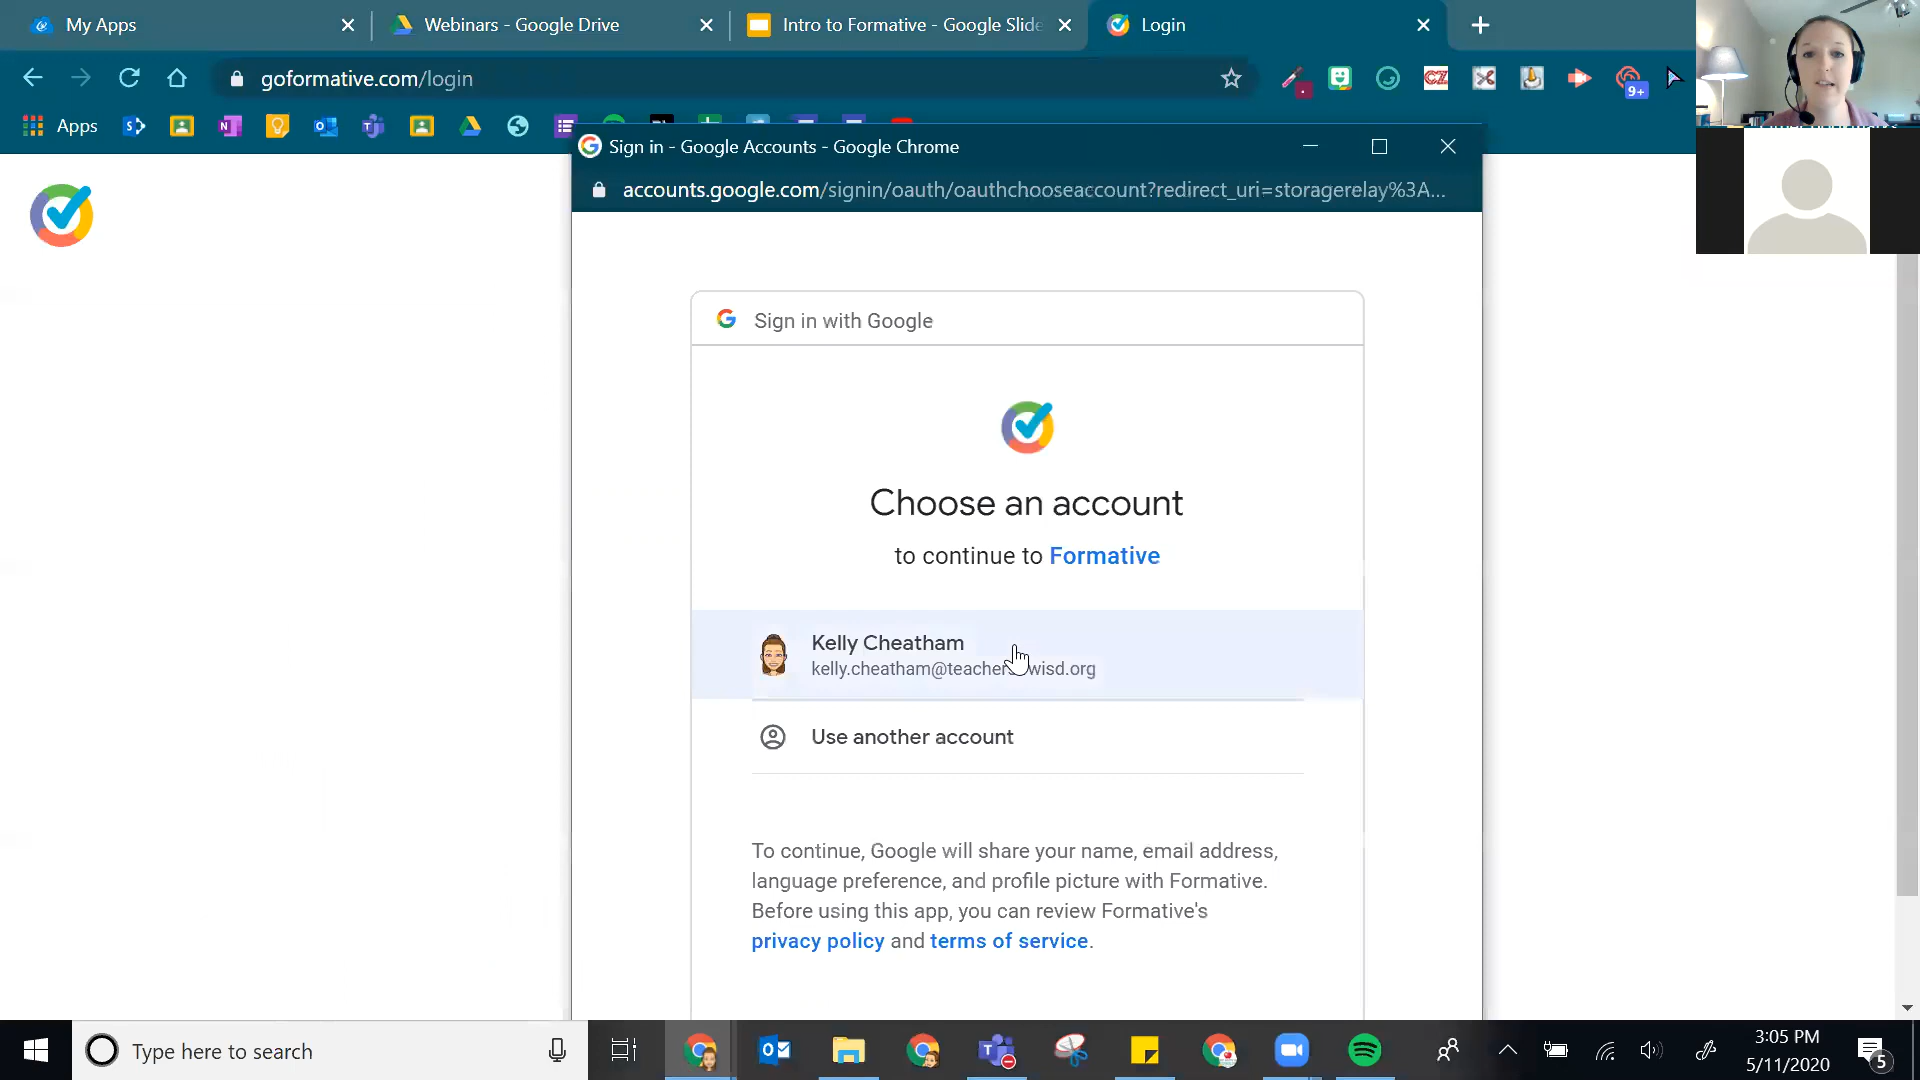 My Apps
Webinars - Google Drive
Intro to Formative - Google Slide
Login
goformative.com/login
CZ
9+
Apps
Sign in - Google Accounts - Google Chrome
accounts.google.com/signin/oauth/oauthchooseaccount?redirect_uri=storagerelay%3A...
Sign in with Google
Choose an account
to continue to Formative
Kelly Cheatham
Use another account
To continue, Google will share your name, email address,
language preference, and profile picture with Formative.
Before using this app, you can review Formative's
privacy policy and terms of service.
Type here to search
3:05 PM
5/11/2020
5